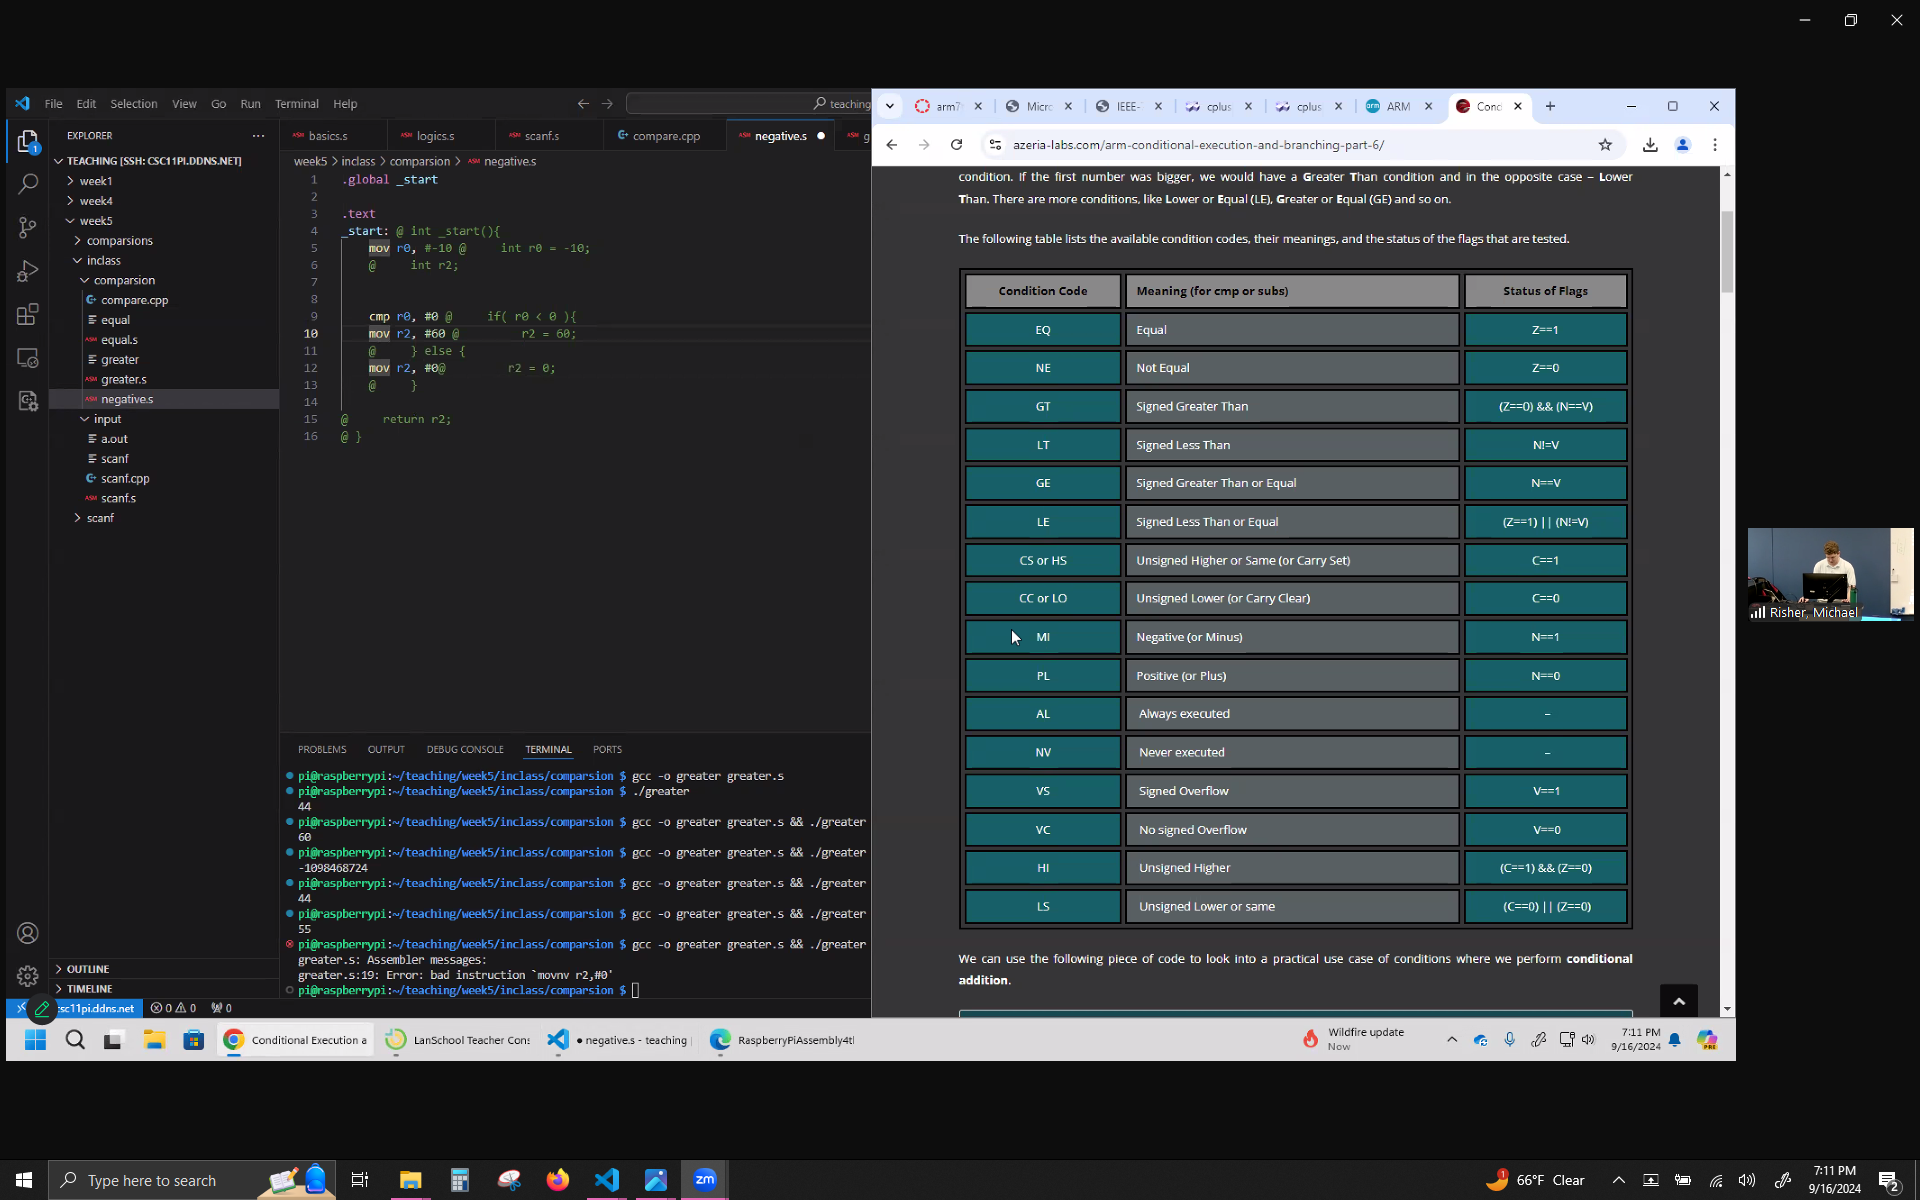 File Edit Selection View Go Run Terminal Help
teaching
EXPLORER
TEACHING [SSH: CSC11PI.DDNS.NET]
week1
week4
week5
comparsions
inclass
comparsion
compare.cpp
equal
equal.s
greater
greater.s
negative.s
input
a.out
scanf
scanf.cpp
scanf.s
scanf
OUTLINE
TIMELINE
1
basics.s logics.s scanf.s compare.cpp negative.s g
week5 > inclass > comparsion > negative.s
1 .global _start
2
3 .text
4 _start: @ int _start(){
5 mov r0, #-10 @ int r0 = -10;
6 @ int r2;
7
8
9 cmp r0, #0 @ if( r0 < 0 ){
10 mov r2, #60 @ r2 = 60;
11 @ } else {
12 mov r2, #0@ r2 = 0;
13 @ }
14
15 @ return r2;
16 @ }
PROBLEMS OUTPUT DEBUG CONSOLE TERMINAL PORTS
pi@raspberrypi:~/teaching/week5/inclass/comparsion $ gcc -o greater greater.s
pi@raspberrypi:~/teaching/week5/inclass/comparsion $ ./greater
44
pi@raspberrypi:~/teaching/week5/inclass/comparsion $ gcc -o greater greater.s && ./greater
60
pi@raspberrypi:~/teaching/week5/inclass/comparsion $ gcc -o greater greater.s && ./greater
-1098468724
pi@raspberrypi:~/teaching/week5/inclass/comparsion $ gcc -o greater greater.s && ./greater
44
pi@raspberrypi:~/teaching/week5/inclass/comparsion $ gcc -o greater greater.s && ./greater
55
pi@raspberrypi:~/teaching/week5/inclass/comparsion $ gcc -o greater greater.s && ./greater
greater.s: Assembler messages:
greater.s:19: Error: bad instruction `movnv r2,#0'
pi@raspberrypi:~/teaching/week5/inclass/comparsion $
csc11pi.ddns.net 0 0 0
arm7 Micro IEEE- cplus cplus ARM Cond
azeria-labs.com/arm-conditional-execution-and-branching-part-6/
condition. If the first number was bigger, we would have a Greater Than condition and in the opposite case – Lower
Than. There are more conditions, like Lower or Equal (LE), Greater or Equal (GE) and so on.
The following table lists the available condition codes, their meanings, and the status of the flags that are tested.
Condition Code Meaning (for cmp or subs) Status of Flags
EQ Equal Z==1
NE Not Equal Z==0
GT Signed Greater Than (Z==0) && (N==V)
LT Signed Less Than N!=V
GE Signed Greater Than or Equal N==V
LE Signed Less Than or Equal (Z==1) || (N!=V)
CS or HS Unsigned Higher or Same (or Carry Set) C==1
CC or LO Unsigned Lower (or Carry Clear) C==0
MI Negative (or Minus) N==1
PL Positive (or Plus) N==0
AL Always executed –
NV Never executed –
VS Signed Overflow V==1
VC No signed Overflow V==0
HI Unsigned Higher (C==1) && (Z==0)
LS Unsigned Lower or same (C==0) || (Z==0)
We can use the following piece of code to look into a practical use case of conditions where we perform conditional
addition.
Risher, Michael
Conditional Execution a LanSchool Teacher Cons negative.s - teaching RaspberryPiAssembly4tl
Wildfire update
Now
7:11 PM
9/16/2024
Type here to search
zm
1 66°F Clear
7:11 PM
9/16/2024
2